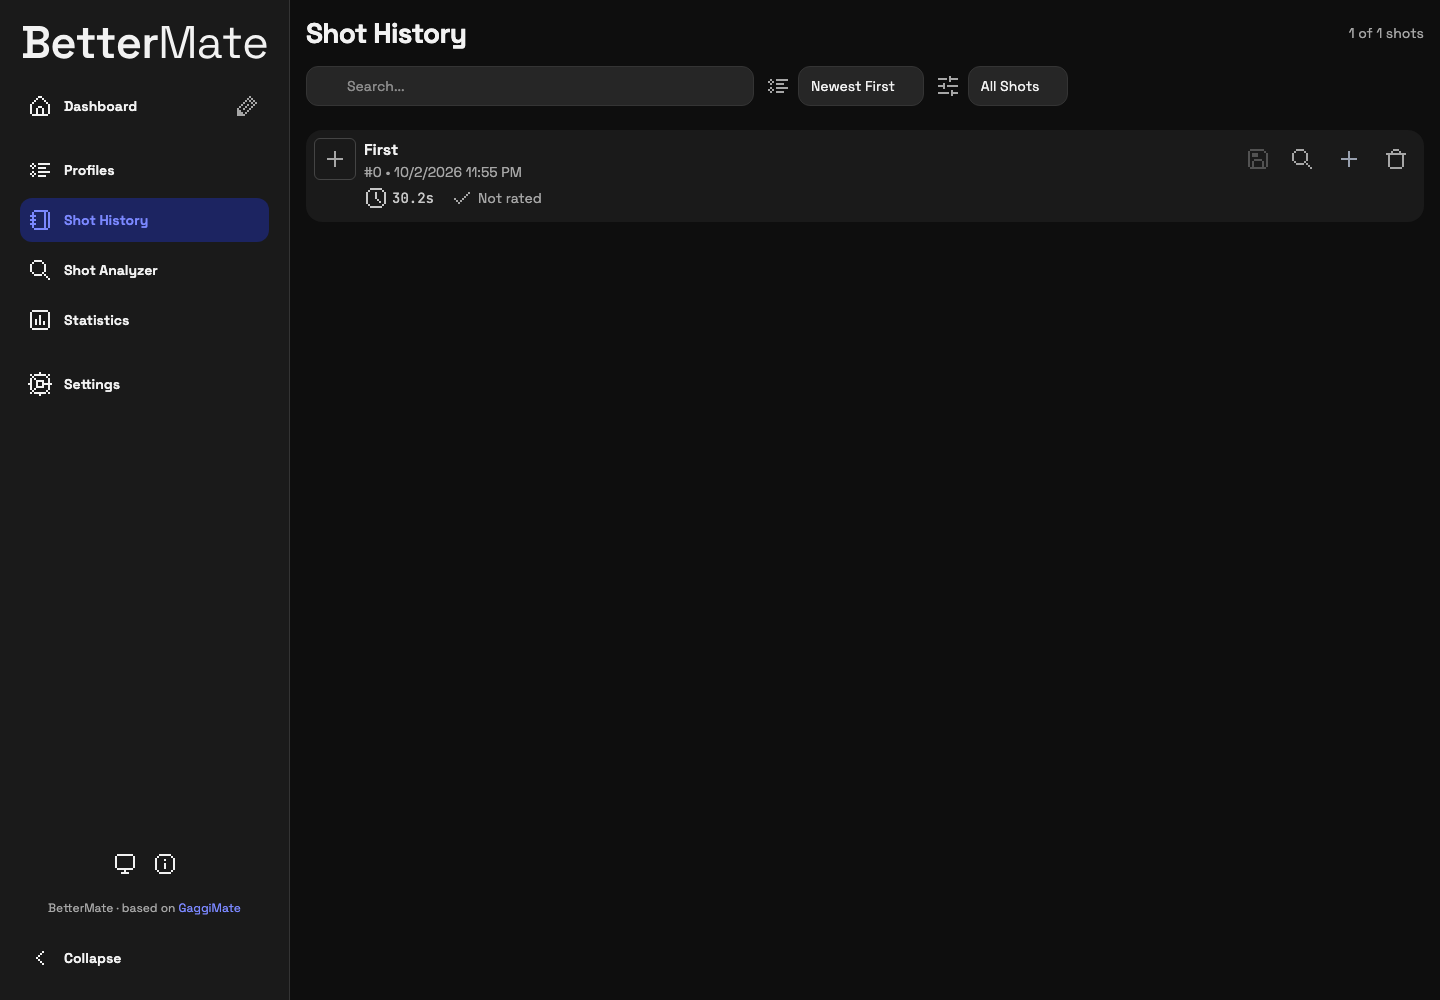 BetterMate
Dashboard
Profiles
Shot History
Shot Analyzer
Statistics
Settings
BetterMate · based on GaggiMate
Collapse
Shot History
1 of 1 shots
Search...
Newest First
All Shots
First
#0 • 10/2/2026 11:55 PM
30.2s
Not rated